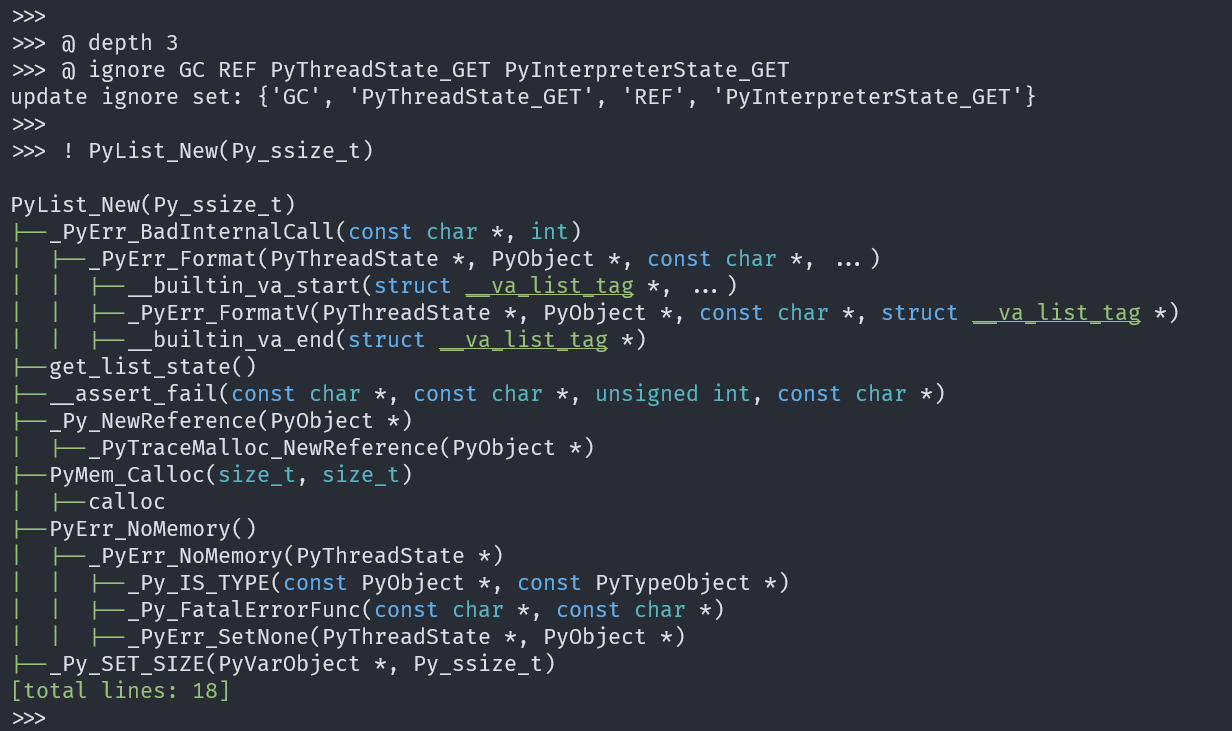 >>>
>>> @ depth 3
>>> @ ignore GC REF PyThreadState_GET PyInterpreterState_GET
update ignore set: {'GC', 'PyThreadState_GET', 'REF', 'PyInterpreterState_GET'}
>>>
>>> ! PyList_New(Py_ssize_t)

PyList_New(Py_ssize_t)
├──_PyErr_BadInternalCall(const char *, int)
│  ├──_PyErr_Format(PyThreadState *, PyObject *, const char *, ...)
│  │  ├──__builtin_va_start(struct __va_list_tag *, ...)
│  │  ├──_PyErr_FormatV(PyThreadState *, PyObject *, const char *, struct __va_list_tag *)
│  │  ├──__builtin_va_end(struct __va_list_tag *)
├──get_list_state()
├──__assert_fail(const char *, const char *, unsigned int, const char *)
├──_Py_NewReference(PyObject *)
│  ├──_PyTraceMalloc_NewReference(PyObject *)
├──PyMem_Calloc(size_t, size_t)
│  ├──calloc
├──PyErr_NoMemory()
│  ├──_PyErr_NoMemory(PyThreadState *)
│  │  ├──_Py_IS_TYPE(const PyObject *, const PyTypeObject *)
│  │  ├──_Py_FatalErrorFunc(const char *, const char *)
│  │  ├──_PyErr_SetNone(PyThreadState *, PyObject *)
├──_Py_SET_SIZE(PyVarObject *, Py_ssize_t)
[total lines: 18]
>>>